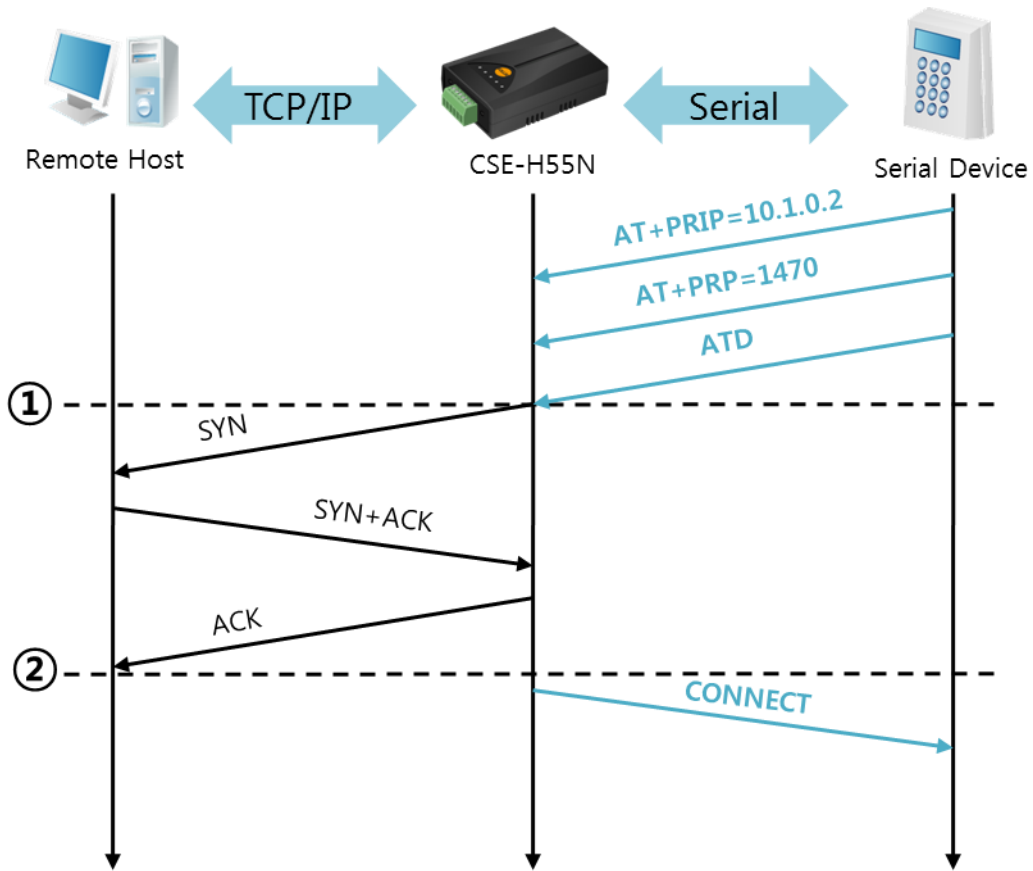 TCP/IP
Serial
Remote Host
CSE-H55N
Serial Device
AT+PRIP=10.1.0.2
AT+PRP=1470
ATD
①
SYN
SYN+ACK
ACK
②
CONNECT